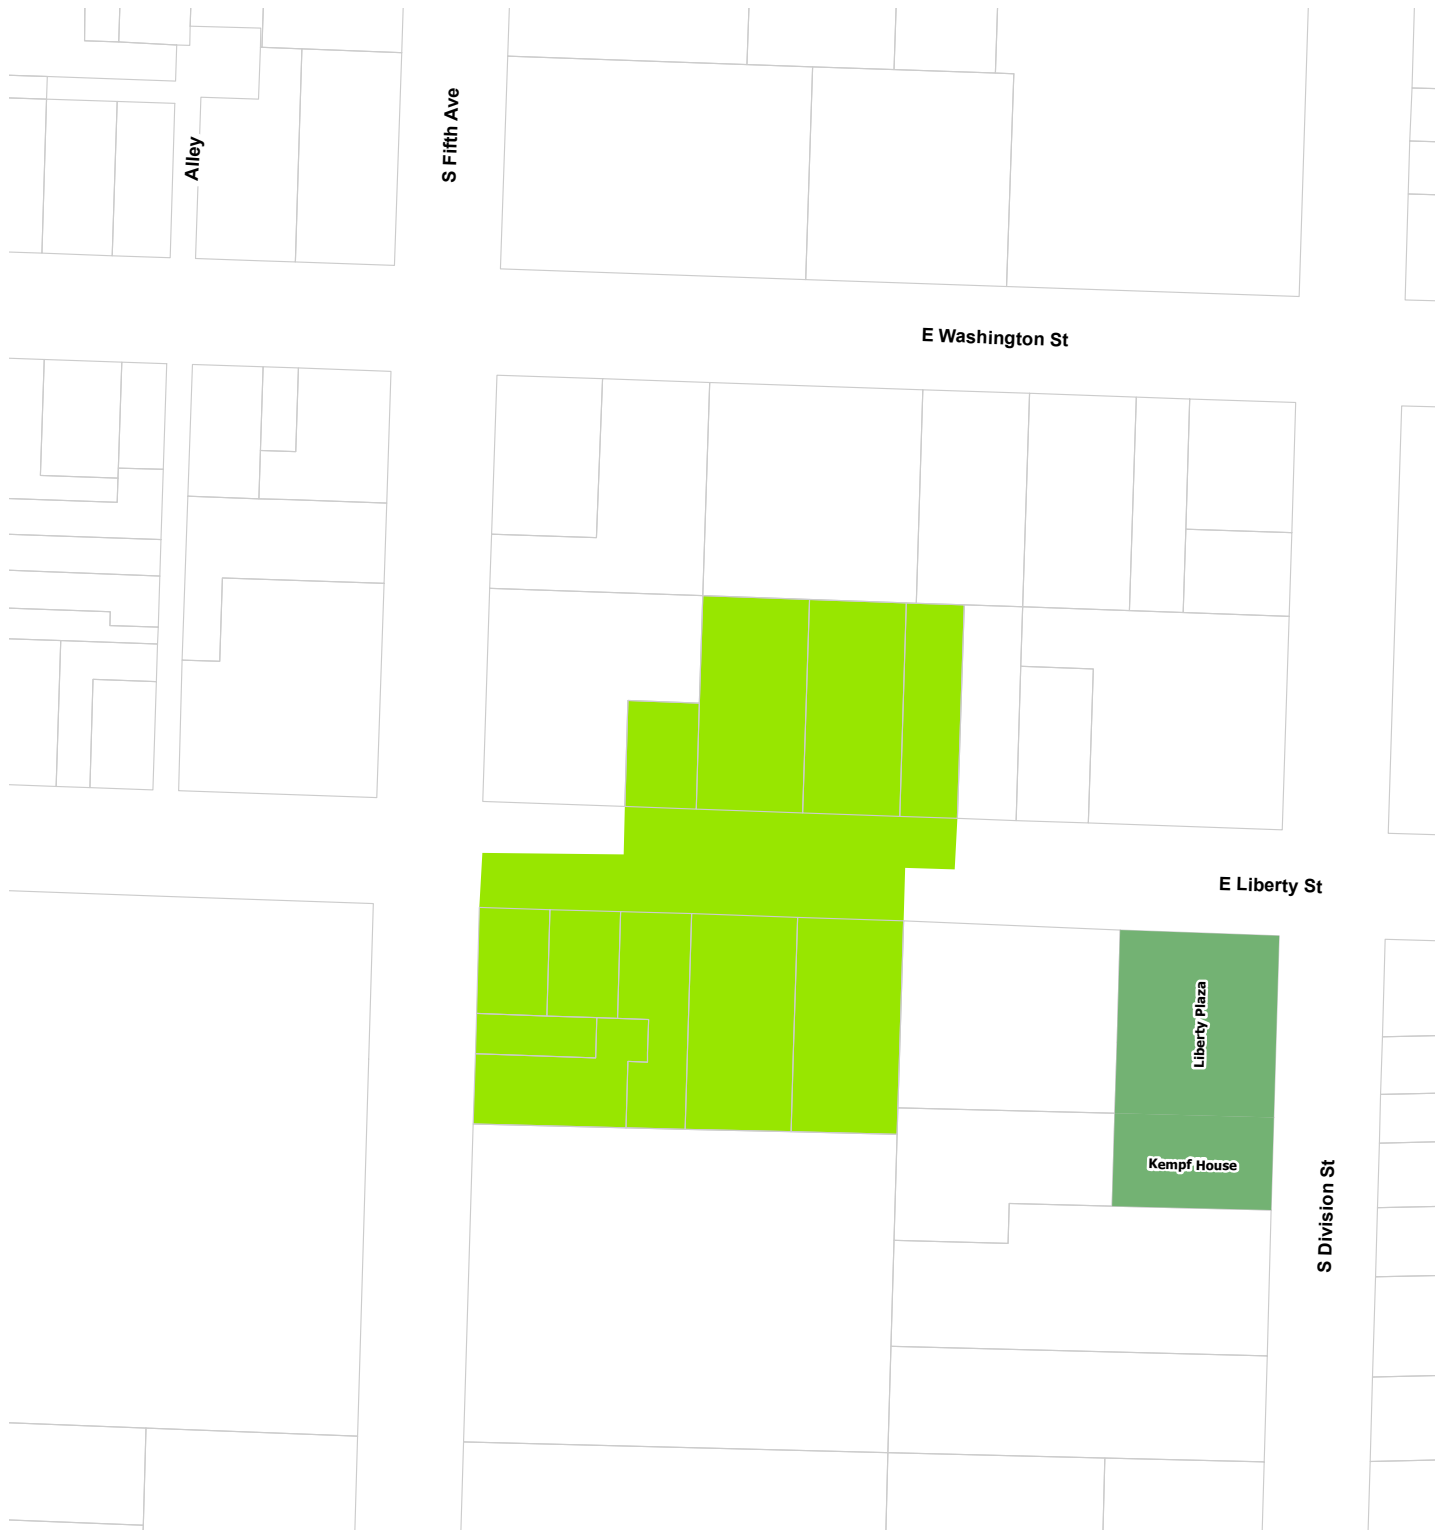 S Fifth Ave
Alley
E Washington St
E Liberty St
Liberty Plaza
Kempf House
S Division St